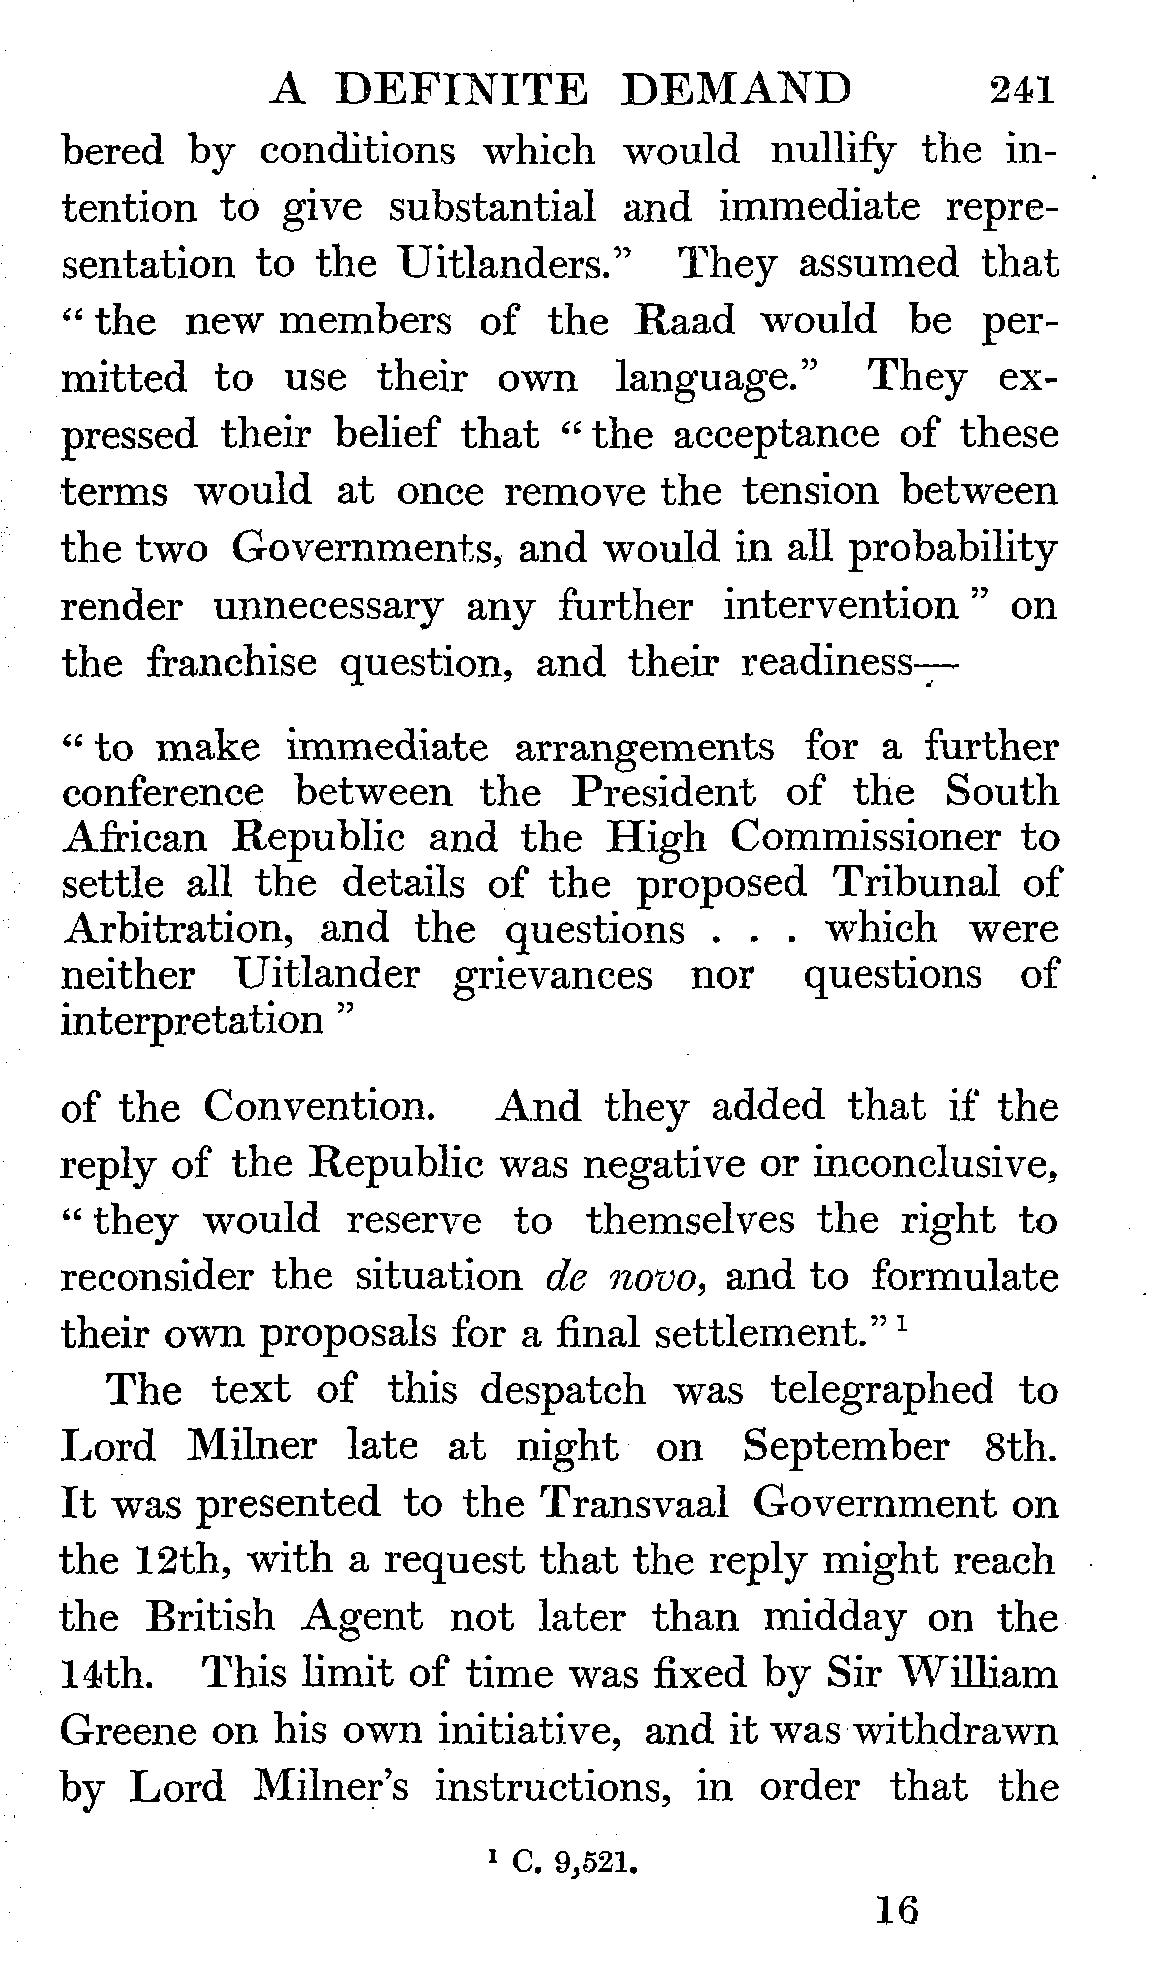 A DEFINITE DEMAND 241
bered by conditions which would nullify the in-
tention to give substantial and immediate repre-
sentation to the Uitlanders.” They assumed that
“ the new members of the Raad would be per-
mitted to use their own language.” They ex-
pressed their belief that “ the acceptance of these
terms would at once remove the tension between
the two Governments, and would in all probability
render unnecessary any further intervention ” on
the franchise question, and their readiness—
“ to make immediate arrangements for a further
conference between the President of the South
African Republic and the High Commissioner to
settle all the details of the proposed Tribunal of
Arbitration, and the questions . . . which were
neither Uitlander grievances nor questions of
interpretation ”
of the Convention. And they added that if the
reply of the Republic was negative or inconclusive,
“ they would reserve to themselves the right to
reconsider the situation de novo, and to formulate
their own proposals for a final settlement.” ¹
The text of this despatch was telegraphed to
Lord Milner late at night on September 8th.
It was presented to the Transvaal Government on
the 12th, with a request that the reply might reach
the British Agent not later than midday on the
14th. This limit of time was fixed by Sir William
Greene on his own initiative, and it was withdrawn
by Lord Milner’s instructions, in order that the
¹ C. 9,521.
16